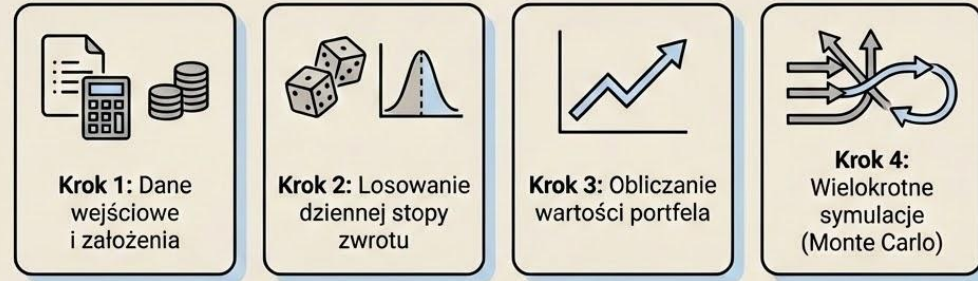 Krok 1: Dane
wejściowe
i założenia
Krok 2: Losowanie
dziennej stopy
zwrotu
Krok 3: Obliczanie
wartości portfela
Krok 4:
Wielokrotne
symulacje
(Monte Carlo)